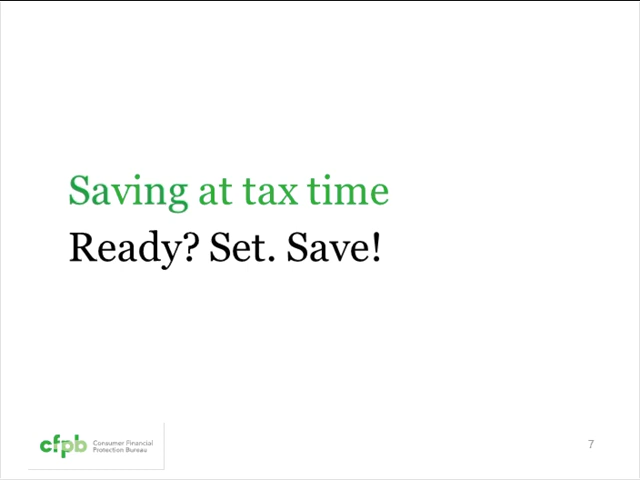 Saving at tax time
Ready? Set. Save!
cfpb Consumer Financial
Protection Bureau
7